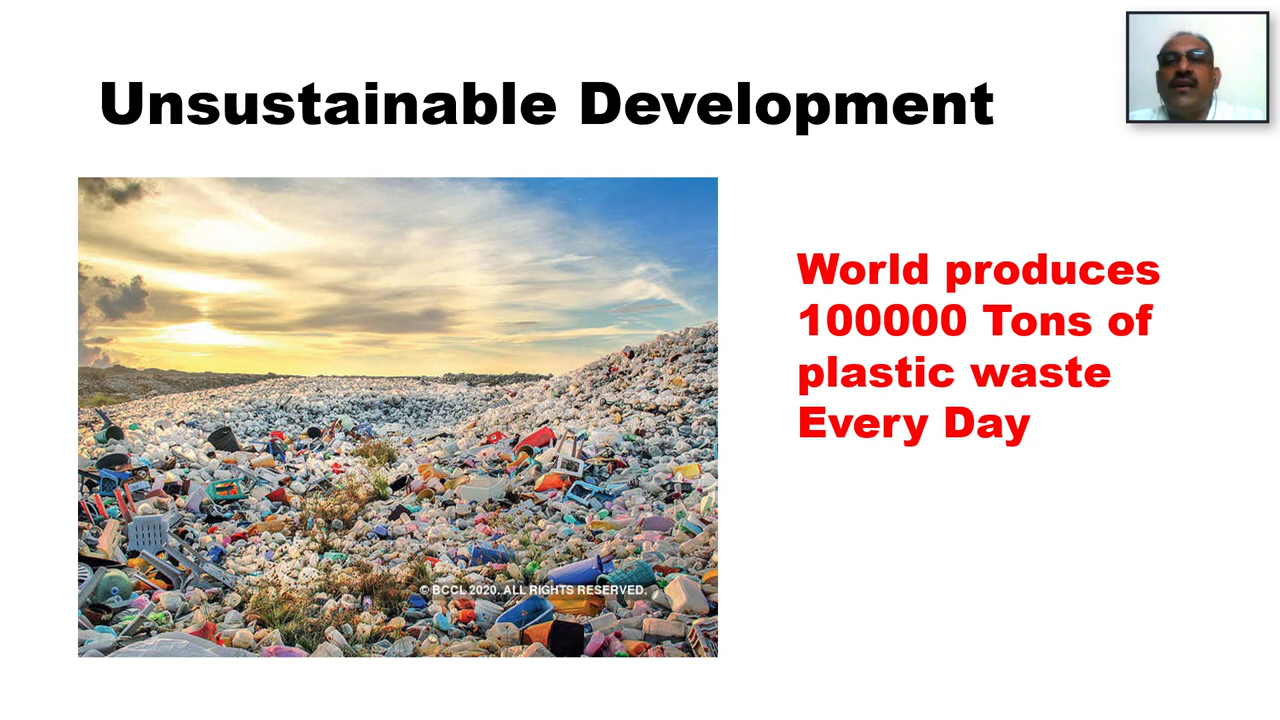 Unsustainable Development
World produces
100000 Tons of
plastic waste
Every Day
© BCCL 2020. ALL RIGHTS RESERVED.